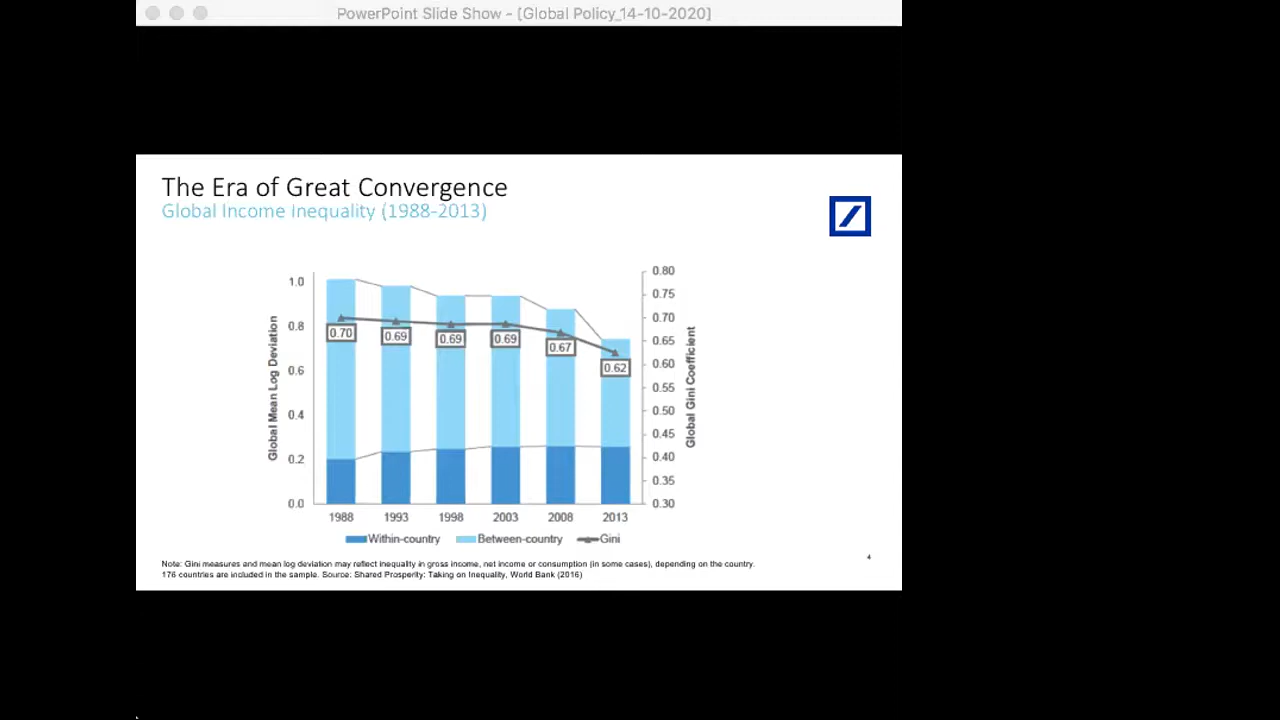 PowerPoint Slide Show - [Global Policy_14-10-2020]
The Era of Great Convergence
Global Income Inequality (1988-2013)
Global Mean Log Deviation
1.0
0.8
0.6
0.4
0.2
0.0
0.70
0.69
0.69
0.69
0.67
0.62
0.80
0.75
0.70
0.65
0.60
0.55
0.50
0.45
0.40
0.35
0.30
Global Gini Coefficient
1988 1993 1998 2003 2008 2013
Within-country Between-country Gini
4
Note: Gini measures and mean log deviation may reflect inequality in gross income, net income or consumption (in some cases), depending on the country.
176 countries are included in the sample. Source: Shared Prosperity: Taking on Inequality, World Bank (2016)